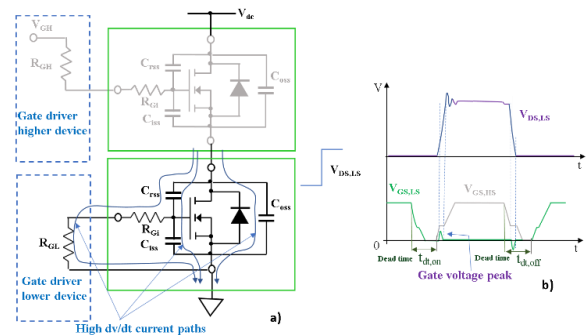 V_dc
V_GH
R_GH
C_rss
R_Gi
C_iss
C_oss
Gate driver
higher device
V_DS,LS
C_rss
R_Gi
C_iss
C_oss
R_GL
Gate driver
lower device
High dv/dt current paths
a)
V
V_DS,LS
t
V_GS,LS
V_GS,HS
0
t
Dead time
t_dt,on
Dead time
t_dt,off
Gate voltage peak
b)